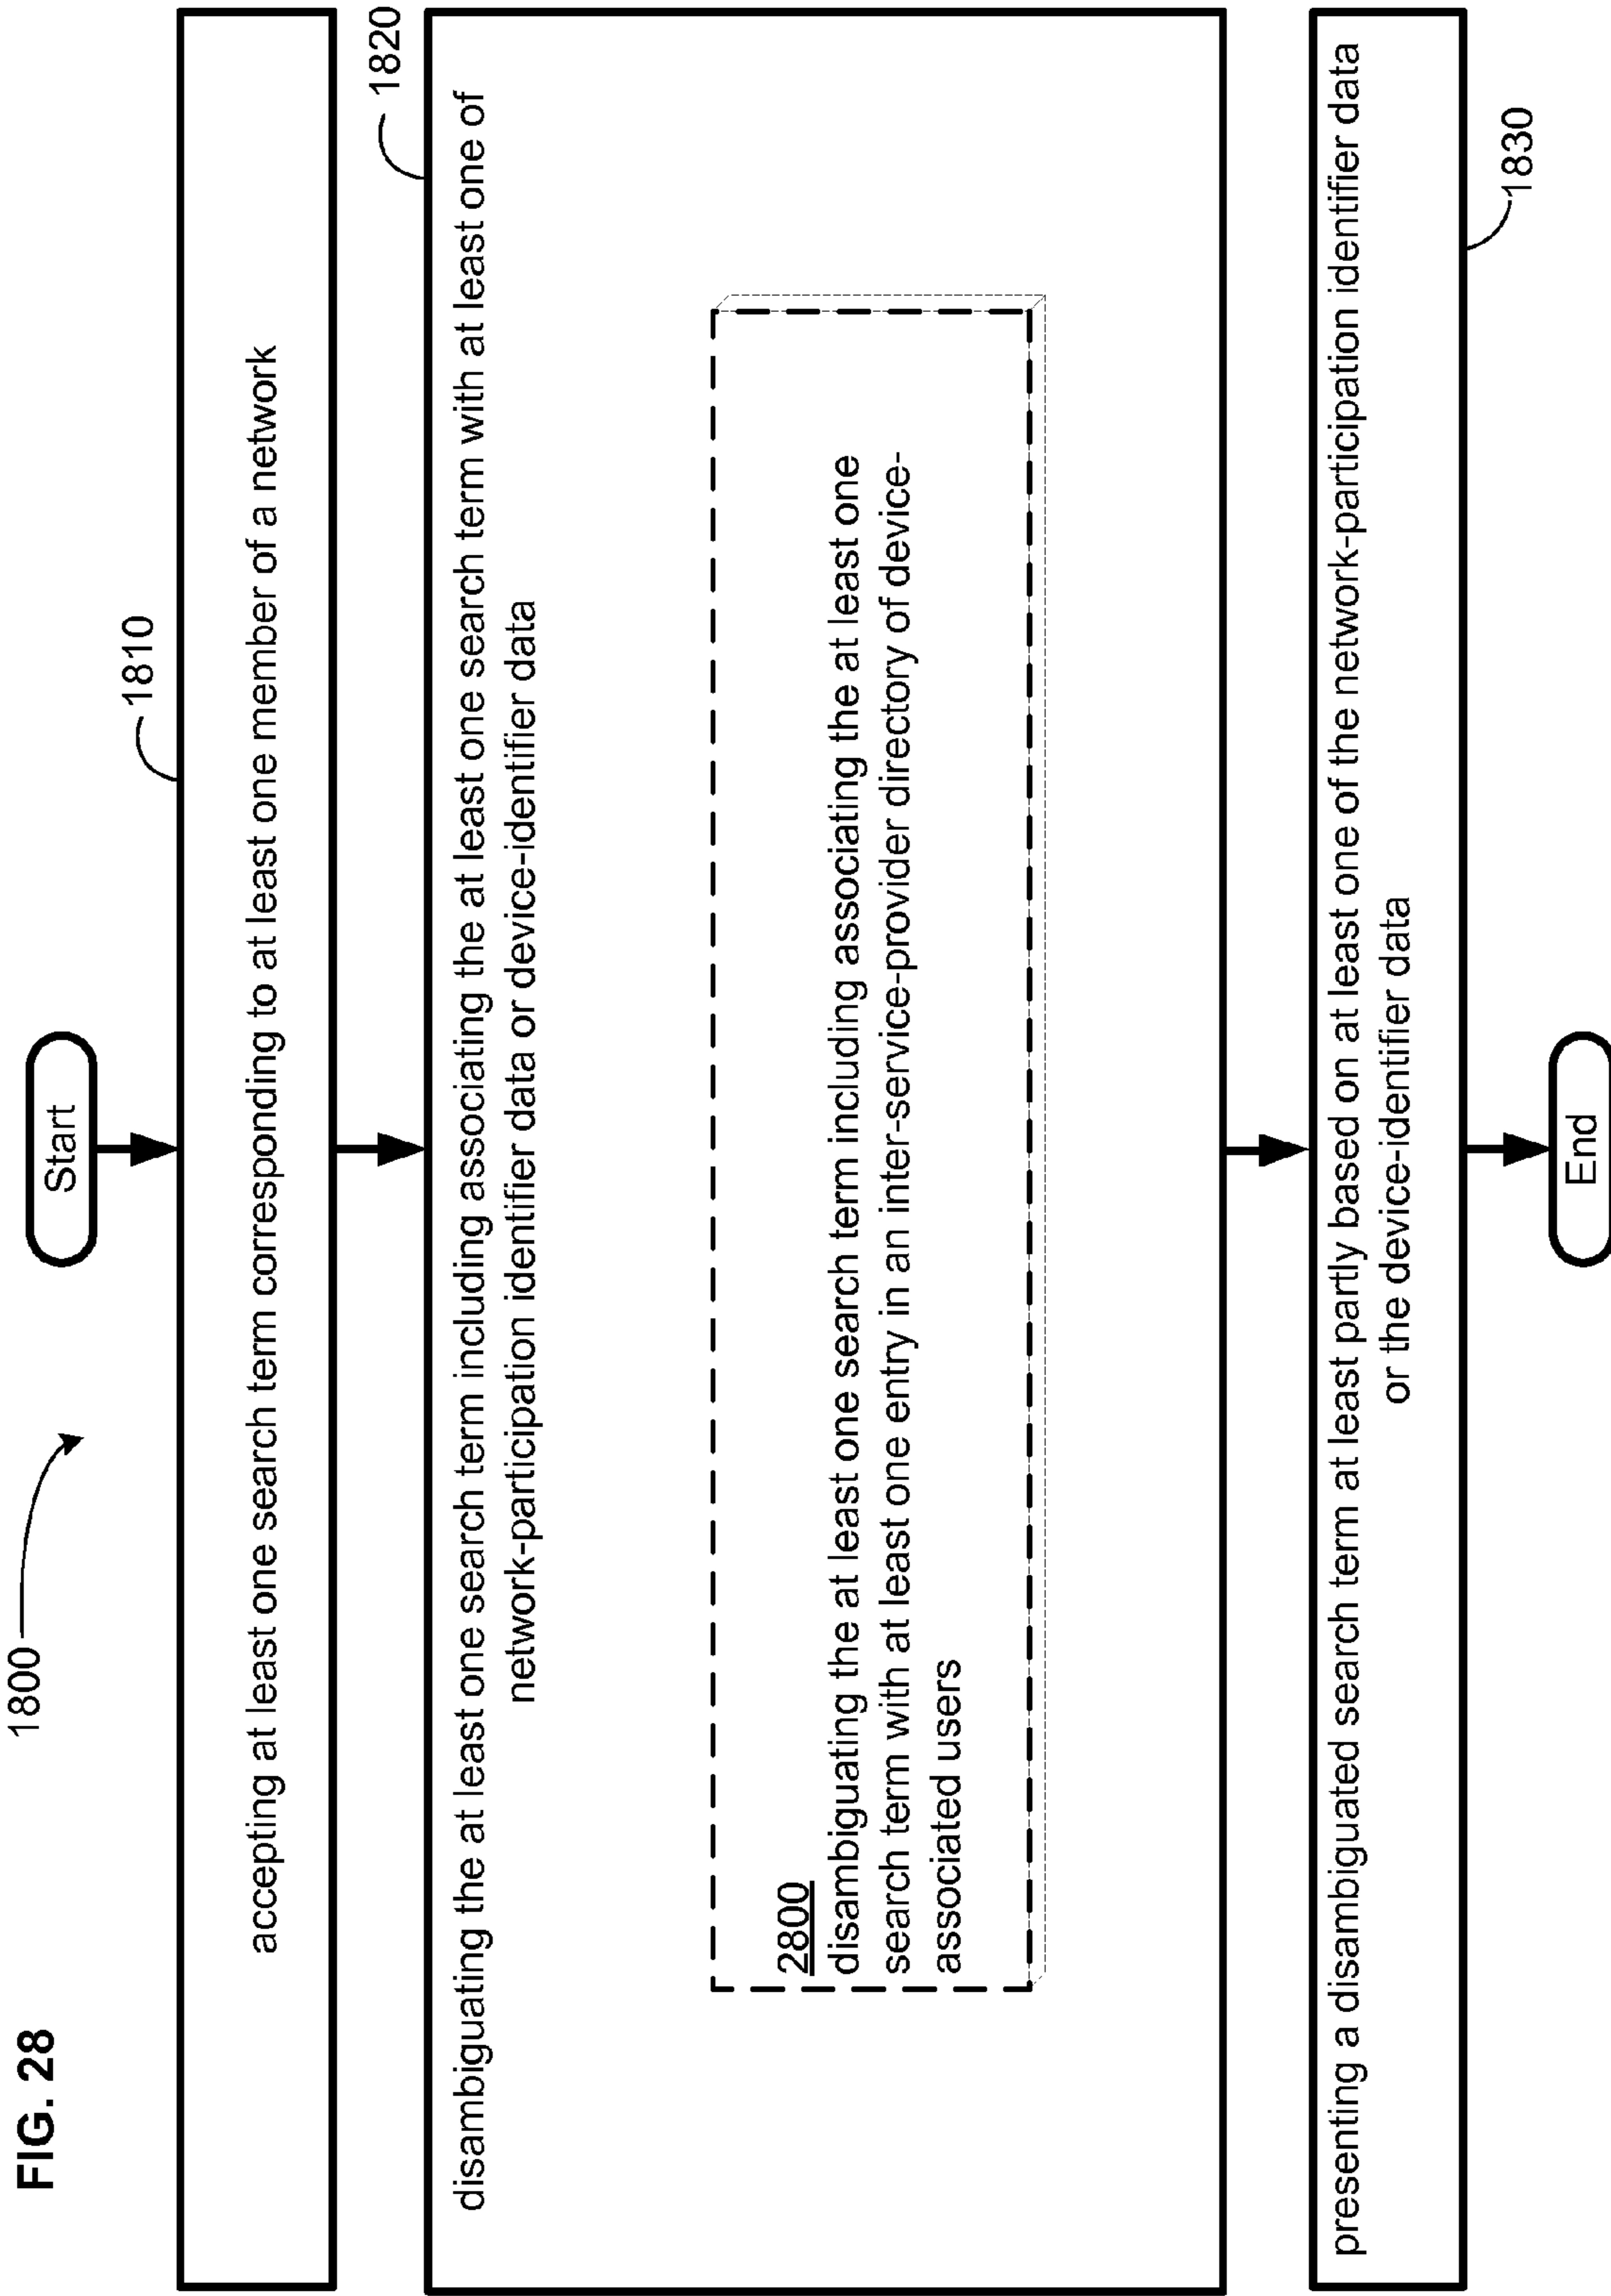 FIG. 28
1800
Start
1810
accepting at least one search term corresponding to at least one member of a network
1820
disambiguating the at least one search term including associating the at least one search term with at least one of
network-participation identifier data or device-identifier data
2800
disambiguating the at least one search term including associating the at least one
search term with at least one entry in an inter-service-provider directory of device-
associated users
presenting a disambiguated search term at least partly based on at least one of the network-participation identifier data
or the device-identifier data
1830
End